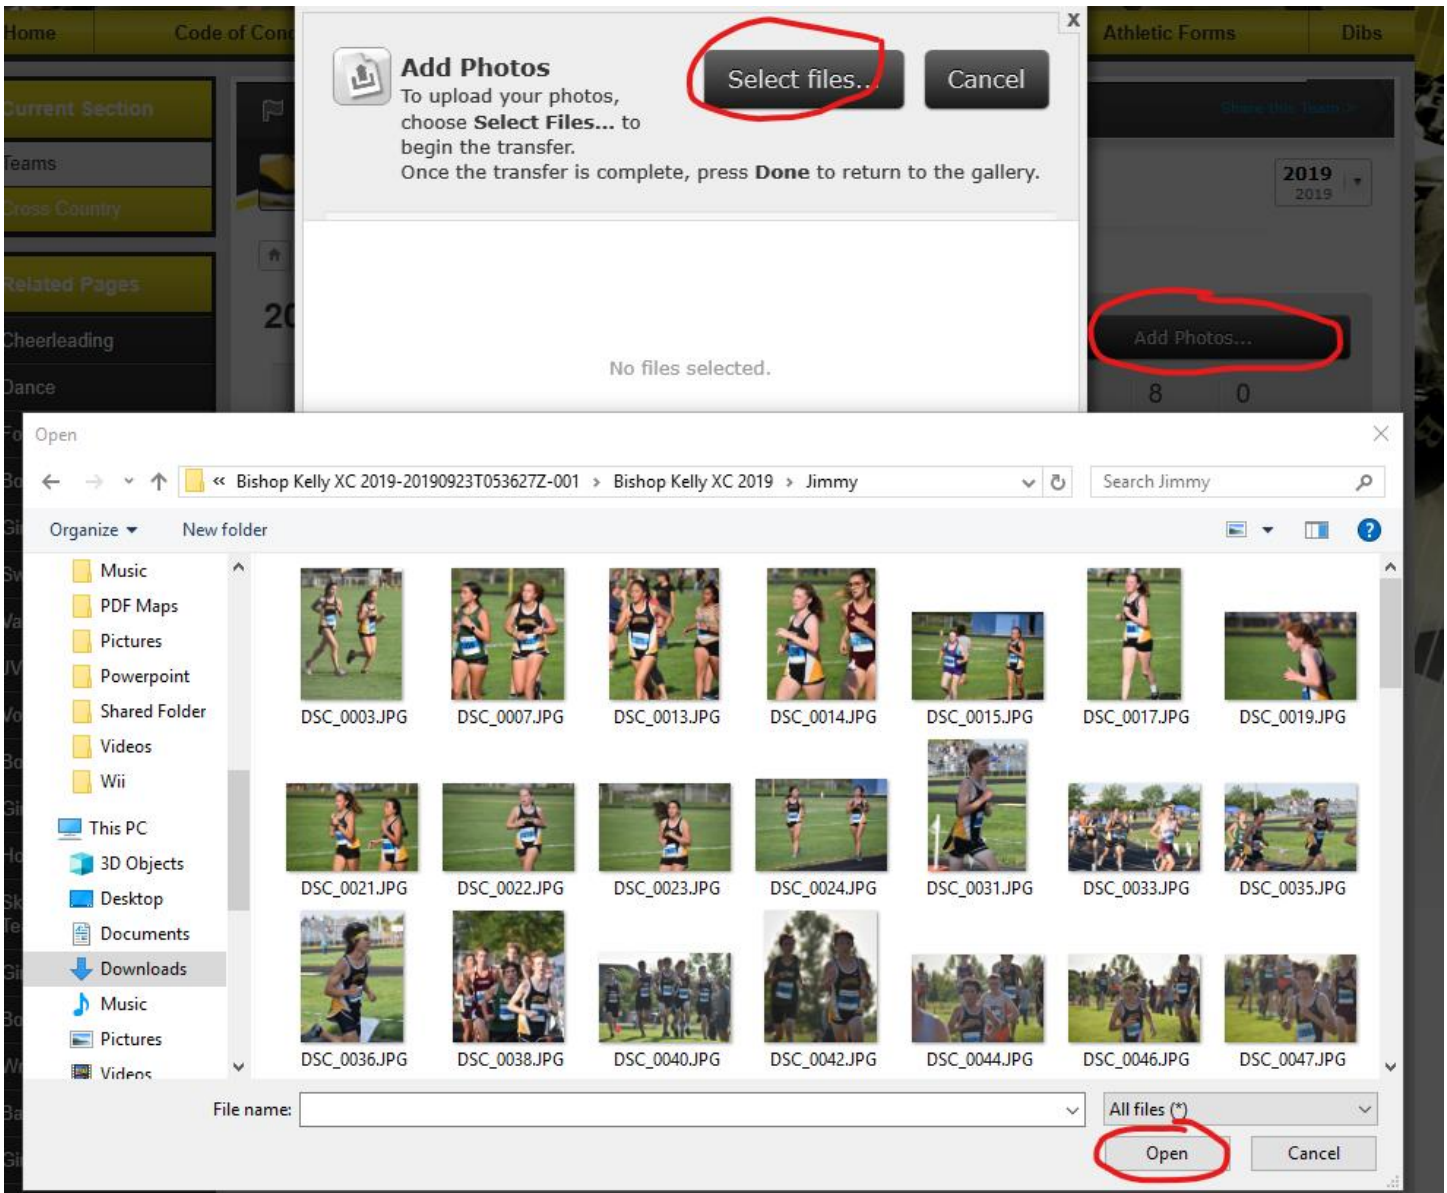 Home
Code of Cond
Athletic Forms
Dibs
x
Add Photos
To upload your photos,
choose Select Files... to
begin the transfer.
Once the transfer is complete, press Done to return to the gallery.
Select files...
Cancel
Current Section
Teams
Cross Country
Share this Team >
2019
2019
Related Pages
Cheerleading
Dance
20
No files selected.
Add Photos...
8 0
Open
« Bishop Kelly XC 2019-20190923T053627Z-001 › Bishop Kelly XC 2019 › Jimmy
Search Jimmy
Organize
New folder
Music
PDF Maps
Pictures
Powerpoint
Shared Folder
Videos
Wii
This PC
3D Objects
Desktop
Documents
Downloads
Music
Pictures
Videos
DSC_0003.JPG DSC_0007.JPG DSC_0013.JPG DSC_0014.JPG DSC_0015.JPG DSC_0017.JPG DSC_0019.JPG
DSC_0021.JPG DSC_0022.JPG DSC_0023.JPG DSC_0024.JPG DSC_0031.JPG DSC_0033.JPG DSC_0035.JPG
DSC_0036.JPG DSC_0038.JPG DSC_0040.JPG DSC_0042.JPG DSC_0044.JPG DSC_0046.JPG DSC_0047.JPG
File name:
All files (*)
Open
Cancel